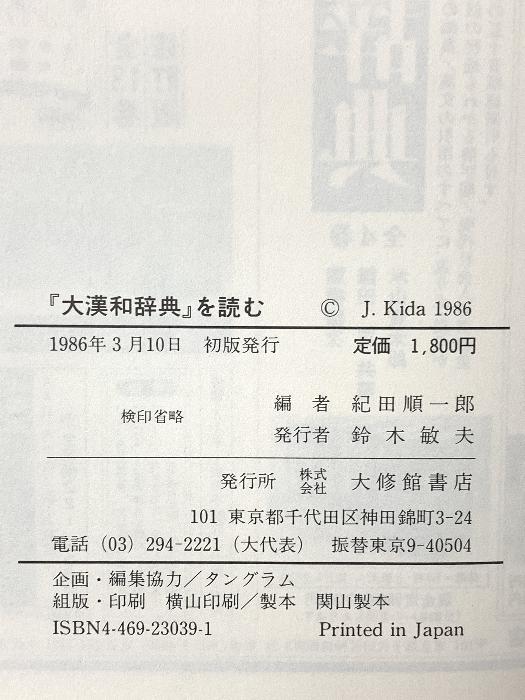 『大漢和辞典』を読む © J. Kida 1986
1986年3月10日 初版発行 定価 1,800円
検印省略
編者 紀田順一郎
発行者 鈴木敏夫
発行所 株式会社 大修館書店
101 東京都千代田区神田錦町3-24
電話 (03) 294-2221 (大代表) 振替東京9-40504
企画・編集協力／タングラム
組版・印刷 横山印刷／製本 関山製本
ISBN4-469-23039-1 Printed in Japan